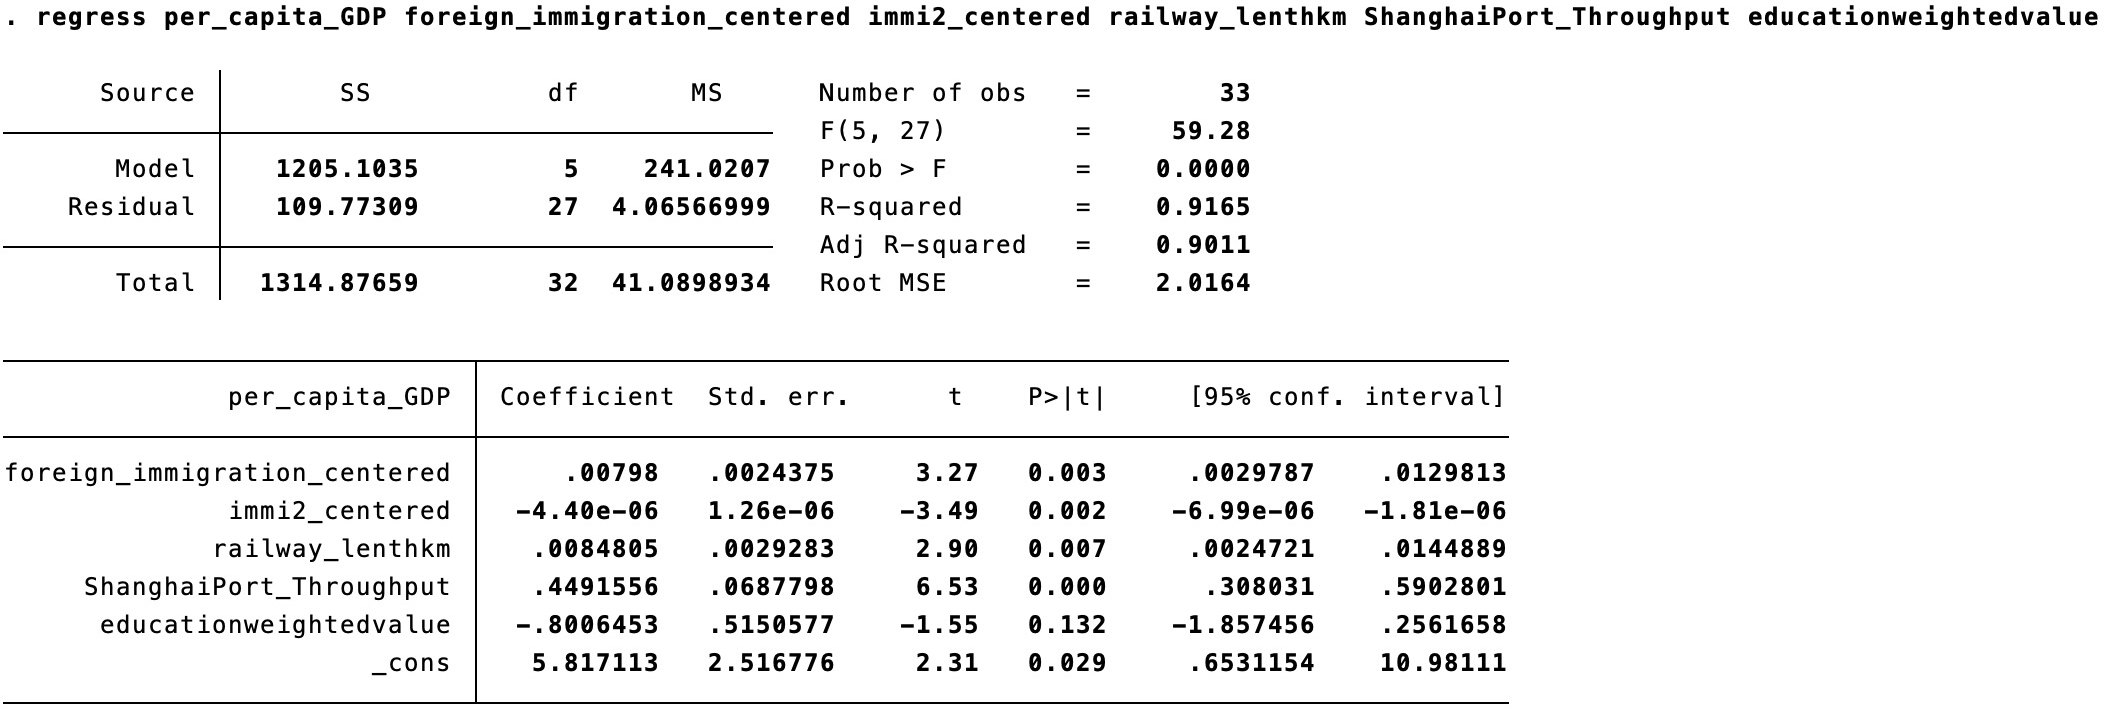 . regress per_capita_GDP foreign_immigration_centered immi2_centered railway_lenthkm ShanghaiPort_Throughput educationweightedvalue
Source SS df MS Number of obs = 33
F(5, 27) = 59.28
Model 1205.1035 5 241.0207 Prob > F = 0.0000
Residual 109.77309 27 4.06566999 R-squared = 0.9165
Adj R-squared = 0.9011
Total 1314.87659 32 41.0898934 Root MSE = 2.0164
per_capita_GDP Coefficient Std. err. t P>|t| [95% conf. interval]
foreign_immigration_centered .00798 .0024375 3.27 0.003 .0029787 .0129813
immi2_centered -4.40e-06 1.26e-06 -3.49 0.002 -6.99e-06 -1.81e-06
railway_lenthkm .0084805 .0029283 2.90 0.007 .0024721 .0144889
ShanghaiPort_Throughput .4491556 .0687798 6.53 0.000 .308031 .5902801
educationweightedvalue -.8006453 .5150577 -1.55 0.132 -1.857456 .2561658
_cons 5.817113 2.516776 2.31 0.029 .6531154 10.98111